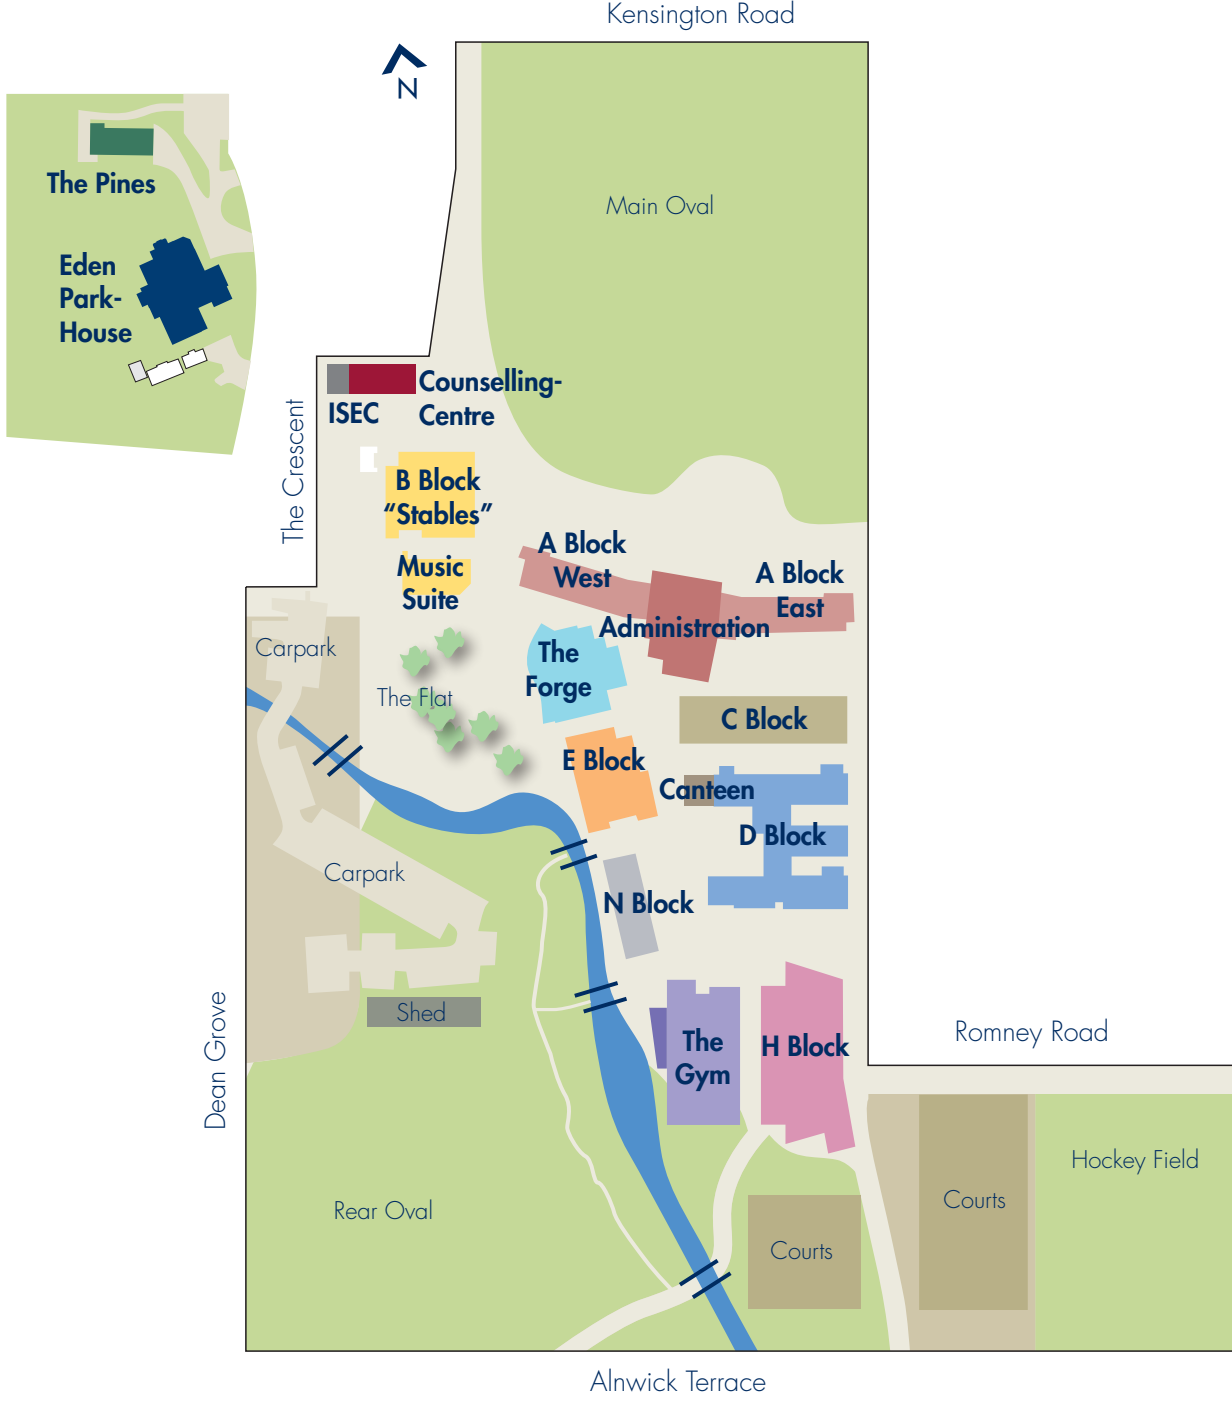 Kensington Road
N
The Pines
Main Oval
Eden
Park-
House
Counselling-
Centre
ISEC
The Crescent
B Block
“Stables”
A Block
West
Music
Suite
A Block
East
Administration
Carpark
The
Forge
The Flat
C Block
E Block
Canteen
D Block
Carpark
N Block
Shed
Dean Grove
The
Gym
H Block
Romney Road
Hockey Field
Courts
Rear Oval
Courts
Alnwick Terrace